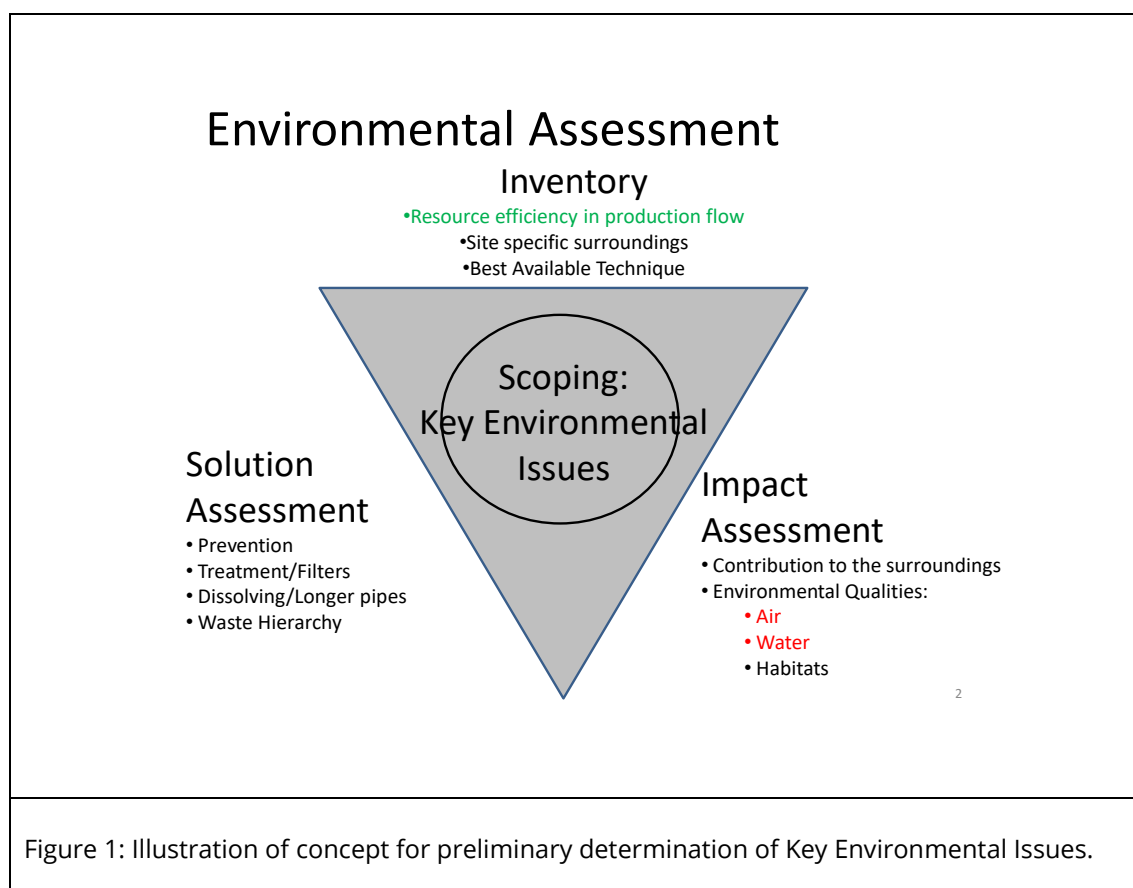 Environmental Assessment
Inventory
•Resource efficiency in production flow
•Site specific surroundings
•Best Available Technique
Scoping:
Key Environmental
Issues
Solution
Assessment
• Prevention
• Treatment/Filters
• Dissolving/Longer pipes
• Waste Hierarchy
Impact
Assessment
• Contribution to the surroundings
• Environmental Qualities:
• Air
• Water
• Habitats
2
Figure 1: Illustration of concept for preliminary determination of Key Environmental Issues.